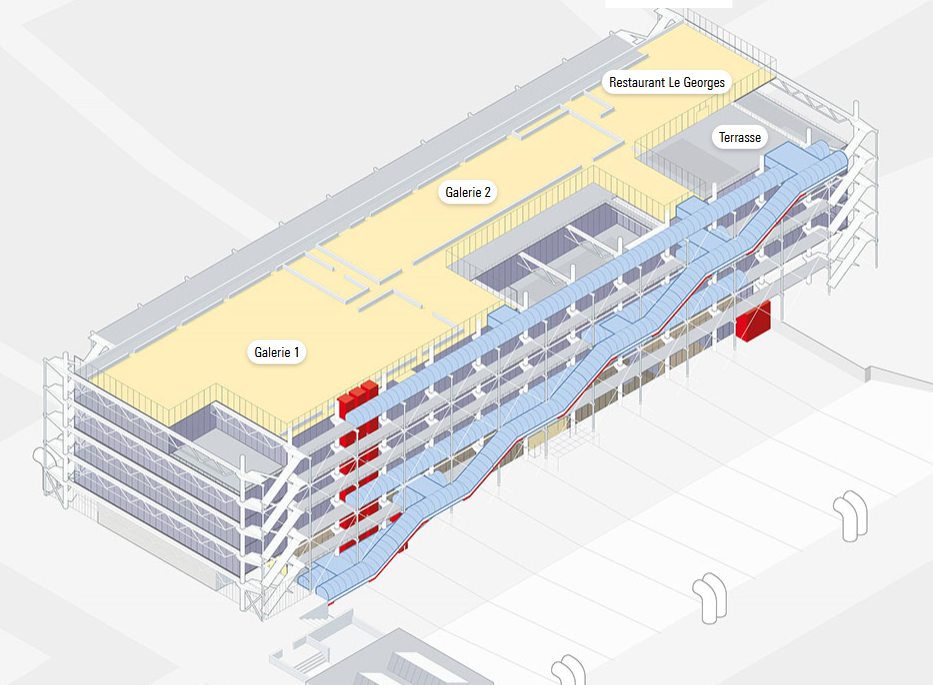 Restaurant Le Georges
Terrasse
Galerie 2
Galerie 1